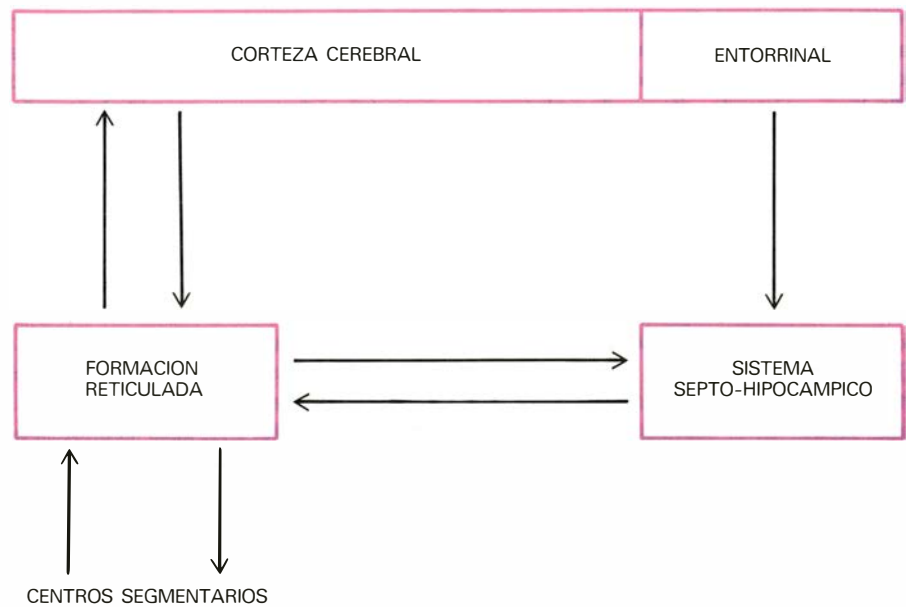 CORTEZA CEREBRAL
ENTORRINAL
FORMACION
RETICULADA
SISTEMA
SEPTO-HIPOCAMPICO
CENTROS SEGMENTARIOS